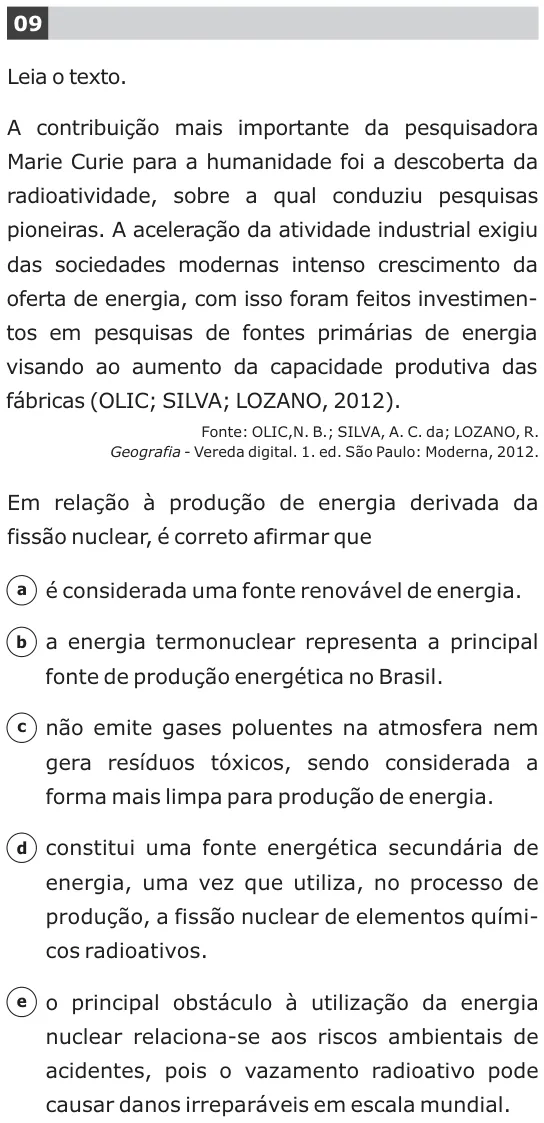 09
Leia o texto.
A contribuição mais importante da pesquisadora
Marie Curie para a humanidade foi a descoberta da
radioatividade, sobre a qual conduziu pesquisas
pioneiras. A aceleração da atividade industrial exigiu
das sociedades modernas intenso crescimento da
oferta de energia, com isso foram feitos investimen-
tos em pesquisas de fontes primárias de energia
visando ao aumento da capacidade produtiva das
fábricas (OLIC; SILVA; LOZANO, 2012).
Fonte: OLIC,N. B.; SILVA, A. C. da; LOZANO, R.
Geografia - Vereda digital. 1. ed. São Paulo: Moderna, 2012.
Em relação à produção de energia derivada da
fissão nuclear, é correto afirmar que
a é considerada uma fonte renovável de energia.
b a energia termonuclear representa a principal
fonte de produção energética no Brasil.
c não emite gases poluentes na atmosfera nem
gera resíduos tóxicos, sendo considerada a
forma mais limpa para produção de energia.
d constitui uma fonte energética secundária de
energia, uma vez que utiliza, no processo de
produção, a fissão nuclear de elementos quími-
cos radioativos.
e o principal obstáculo à utilização da energia
nuclear relaciona-se aos riscos ambientais de
acidentes, pois o vazamento radioativo pode
causar danos irreparáveis em escala mundial.